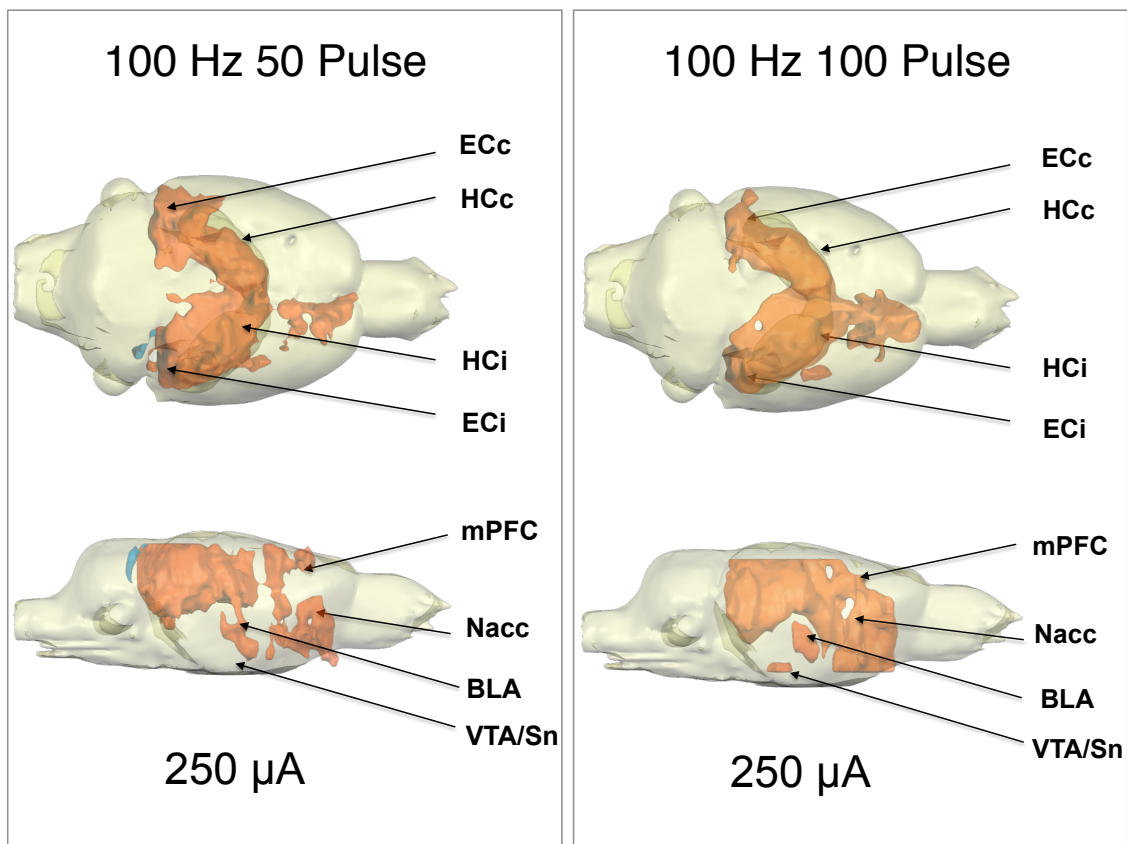 100 Hz 50 Pulse
ECc
HCc
HCi
ECi
mPFC
Nacc
BLA
VTA/Sn
250 µA
100 Hz 100 Pulse
ECc
HCc
HCi
ECi
mPFC
Nacc
BLA
VTA/Sn
250 µA